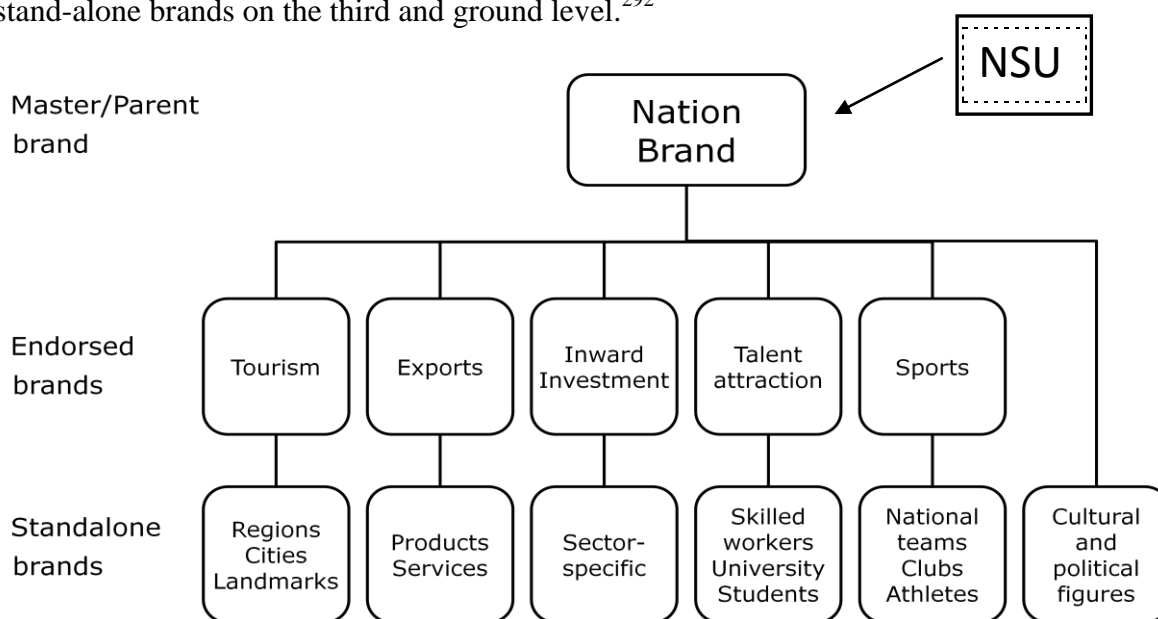 stand-alone brands on the third and ground level.292
NSU
Master/Parent
brand
Nation
Brand
Endorsed
brands
Tourism
Exports
Inward
Investment
Talent
attraction
Sports
Standalone
brands
Regions
Cities
Landmarks
Products
Services
Sector-
specific
Skilled
workers
University
Students
National
teams
Clubs
Athletes
Cultural
and
political
figures